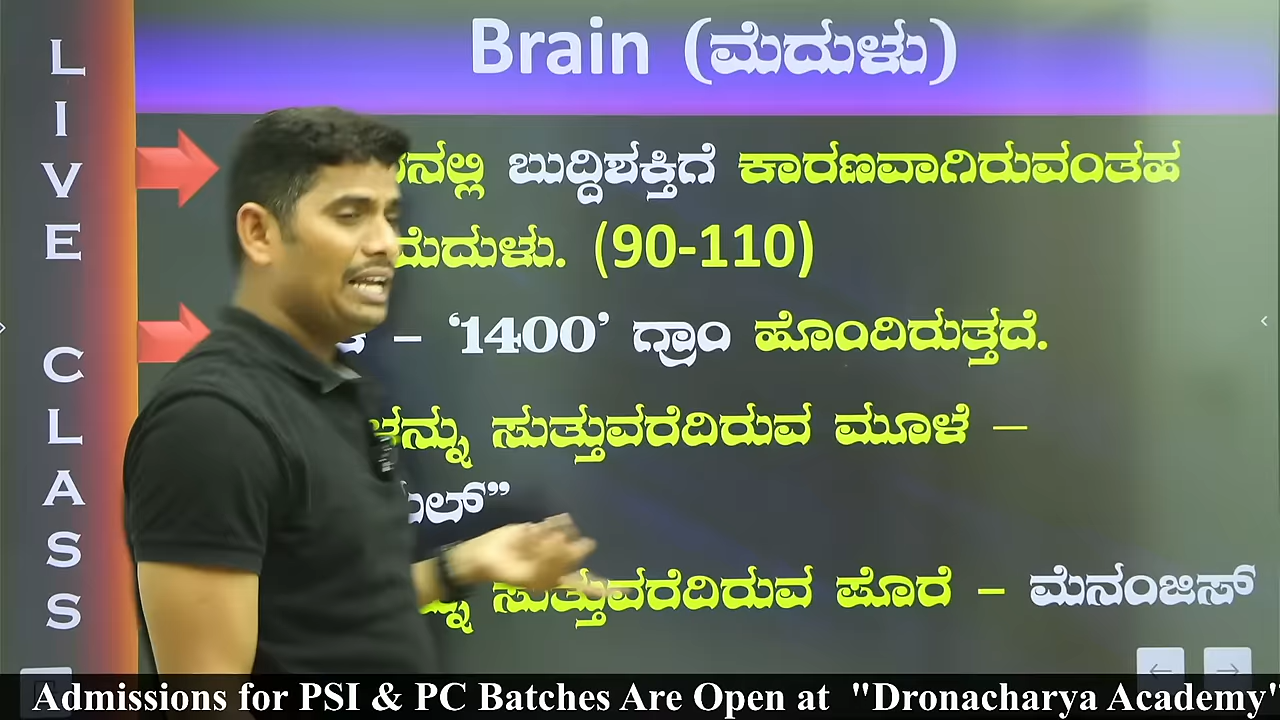 LIVE CLASS
Brain (ಮೆದುಳು)
ಬುದ್ದಿಶಕ್ತಿಗೆ ಕಾರಣವಾಗಿರುವಂತಹ
ಮೆದುಳು. (90-110)
– ‘1400’ ಗ್ರಾಂ ಹೊಂದಿರುತ್ತದೆ.
ಸುತ್ತುವರೆದಿರುವ ಮೂಳೆ –
ಸುತ್ತುವರೆದಿರುವ ಪೊರೆ – ಮೆನಂಜಿಸ್
Admissions for PSI & PC Batches Are Open at "Dronacharya Academy"